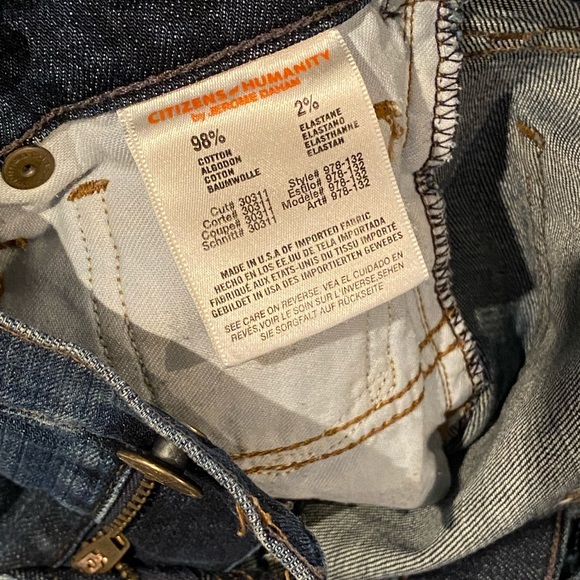 CITIZENS of HUMANITY
by JEROME DAHAN
98%
COTTON
ALGODON
COTON
BAUMWOLLE
2%
ELASTANE
ELASTANO
ELASTHANNE
ELASTAN
Cut# 30311
Corte# 30311
Coupe# 30311
Schnitt# 30311
Style# 978-132
Estilo# 978-132
Modele# 978-132
Art# 978-132
MADE IN U.S.A OF IMPORTED FABRIC
HECHO EN LOS EE.UU DE TELA IMPORTADA
FABRIQUÉ AUX ETATS-UNIS DU TISSU IMPORTÉ
GEBILDET IN USA DES IMPORTIERTEN GEWEBES
SEE CARE ON REVERSE. VEA EL CUIDADO EN
REVÉS. VOIR LE SOIN SUR L'INVERSE. SEHEN
SIE SORGFALT AUF RÜCKSEITE